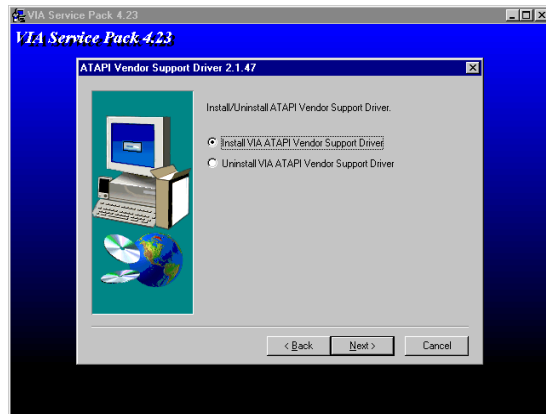 VIA Service Pack 4.23
VIA Service Pack 4.23
ATAPI Vendor Support Driver 2.1.47
Install/Uninstall ATAPI Vendor Support Driver.
Install VIA ATAPI Vendor Support Driver
Uninstall VIA ATAPI Vendor Support Driver
< Back Next > Cancel